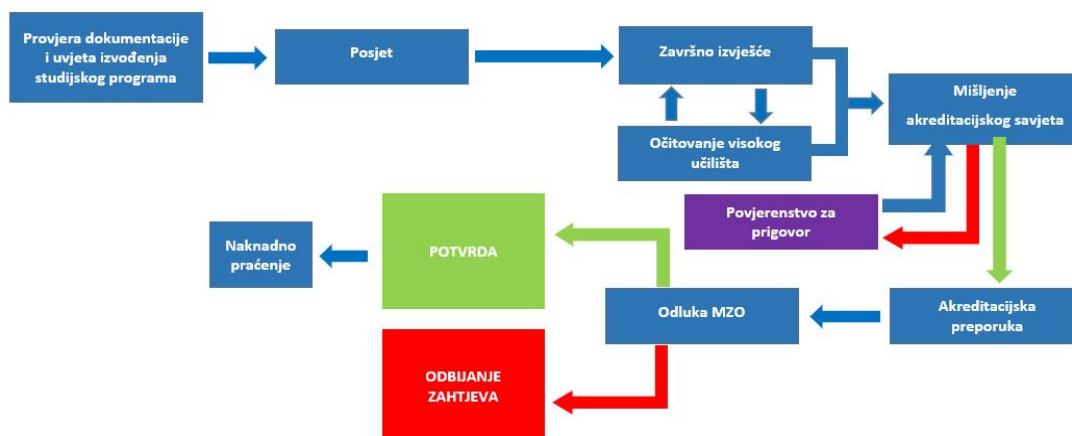 Provjera dokumentacije
i uvjeta izvođenja
studijskog programa
Posjet
Završno izvješće
Mišljenje
akreditacijskog savjeta
Očitovanje visokog
učilišta
Povjerenstvo za
prigovor
Naknadno
praćenje
POTVRDA
Odluka MZO
Akreditacijska
preporuka
ODBIJANJE
ZAHTJEVA